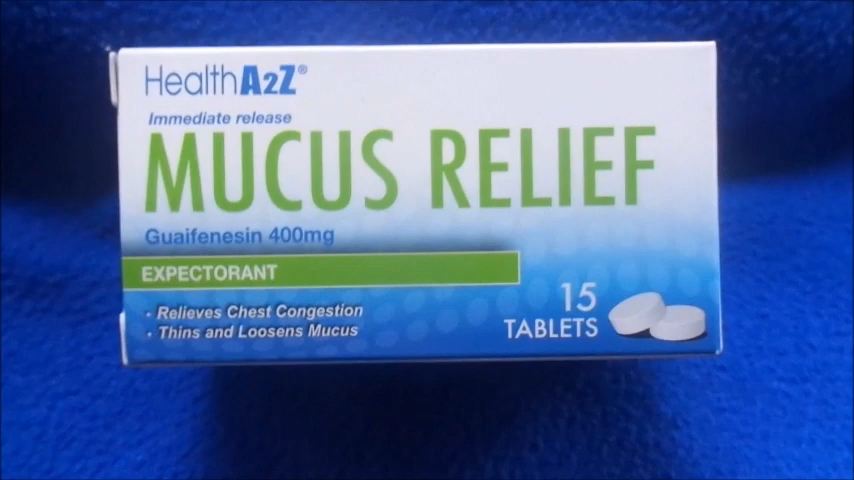 HealthA2Z®
Immediate release
MUCUS RELIEF
Guaifenesin 400mg
EXPECTORANT
• Relieves Chest Congestion
• Thins and Loosens Mucus
15
TABLETS